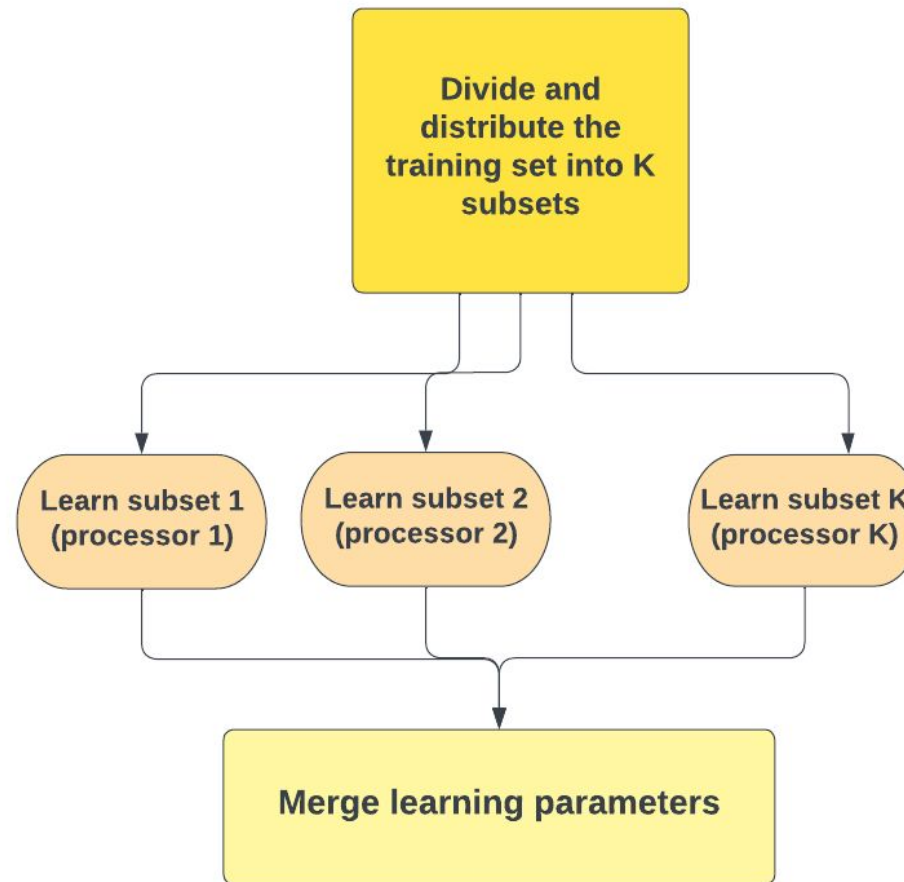 Divide and
distribute the
training set into K
subsets
Learn subset 1
(processor 1)
Learn subset 2
(processor 2)
Learn subset K
(processor K)
Merge learning parameters